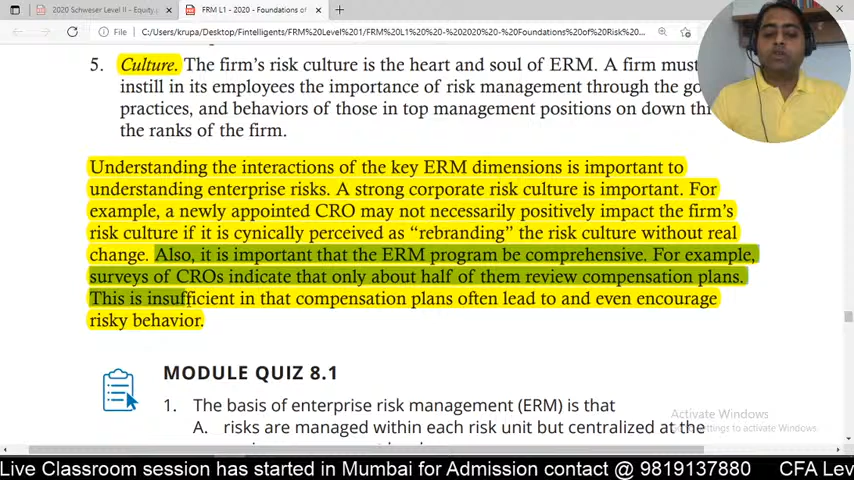 2020 Schweser Level II - Equity
FRM L1 - 2020 - Foundations of
File
C:/Users/krupa/Desktop/Fintelligents/FRM%20Level%201/FRM%20L1%20%20-%202020%20-%20Foundations%20of%20Risk%20...
5. Culture. The firm's risk culture is the heart and soul of ERM. A firm must
instill in its employees the importance of risk management through the
practices, and behaviors of those in top management positions on down
the ranks of the firm.
Understanding the interactions of the key ERM dimensions is important to
understanding enterprise risks. A strong corporate risk culture is important. For
example, a newly appointed CRO may not necessarily positively impact the firm's
risk culture if it is cynically perceived as “rebranding” the risk culture without real
change. Also, it is important that the ERM program be comprehensive. For example,
surveys of CROs indicate that only about half of them review compensation plans.
This is insufficient in that compensation plans often lead to and even encourage
risky behavior.
MODULE QUIZ 8.1
1. The basis of enterprise risk management (ERM) is that
A. risks are managed within each risk unit but centralized at the
Activate Windows
settings to activate Windows.
Live Classroom session has started in Mumbai for Admission contact @ 9819137880 CFA Lev